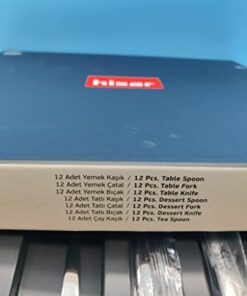 hisar
12 Adet Yemek Kaşık / 12 Pcs. Table Spoon
12 Adet Yemek Çatal / 12 Pcs. Table Fork
12 Adet Yemek Bıçak / 12 Pcs. Table Knife
12 Adet Tatlı Kaşık / 12 Pcs. Dessert Spoon
12 Adet Tatlı Çatal / 12 Pcs. Dessert Fork
12 Adet Tatlı Bıçak / 12 Pcs. Dessert Knife
12 Adet Çay Kaşık / 12 Pcs. Tea Spoon